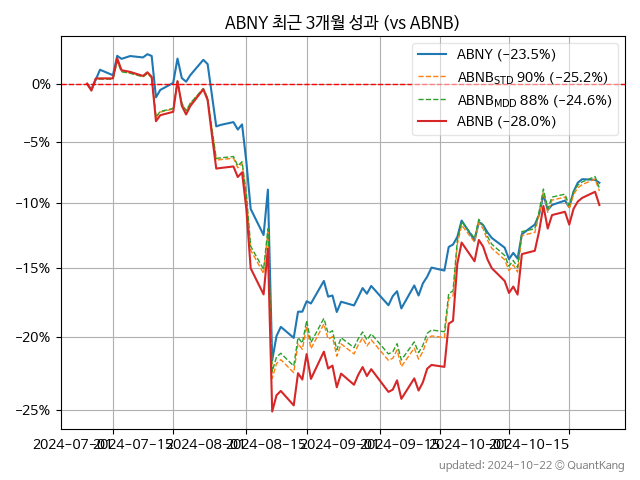 ABNY 최근 3개월 성과 (vs ABNB)
ABNY (−23.5%)
ABNBSTD 90% (−25.2%)
ABNBMDD 88% (−24.6%)
ABNB (−28.0%)
0%
−5%
−10%
−15%
−20%
−25%
2024-07-01 2024-07-15 2024-08-01 2024-08-15 2024-09-01 2024-09-15 2024-10-01 2024-10-15
updated: 2024-10-22 © QuantKang